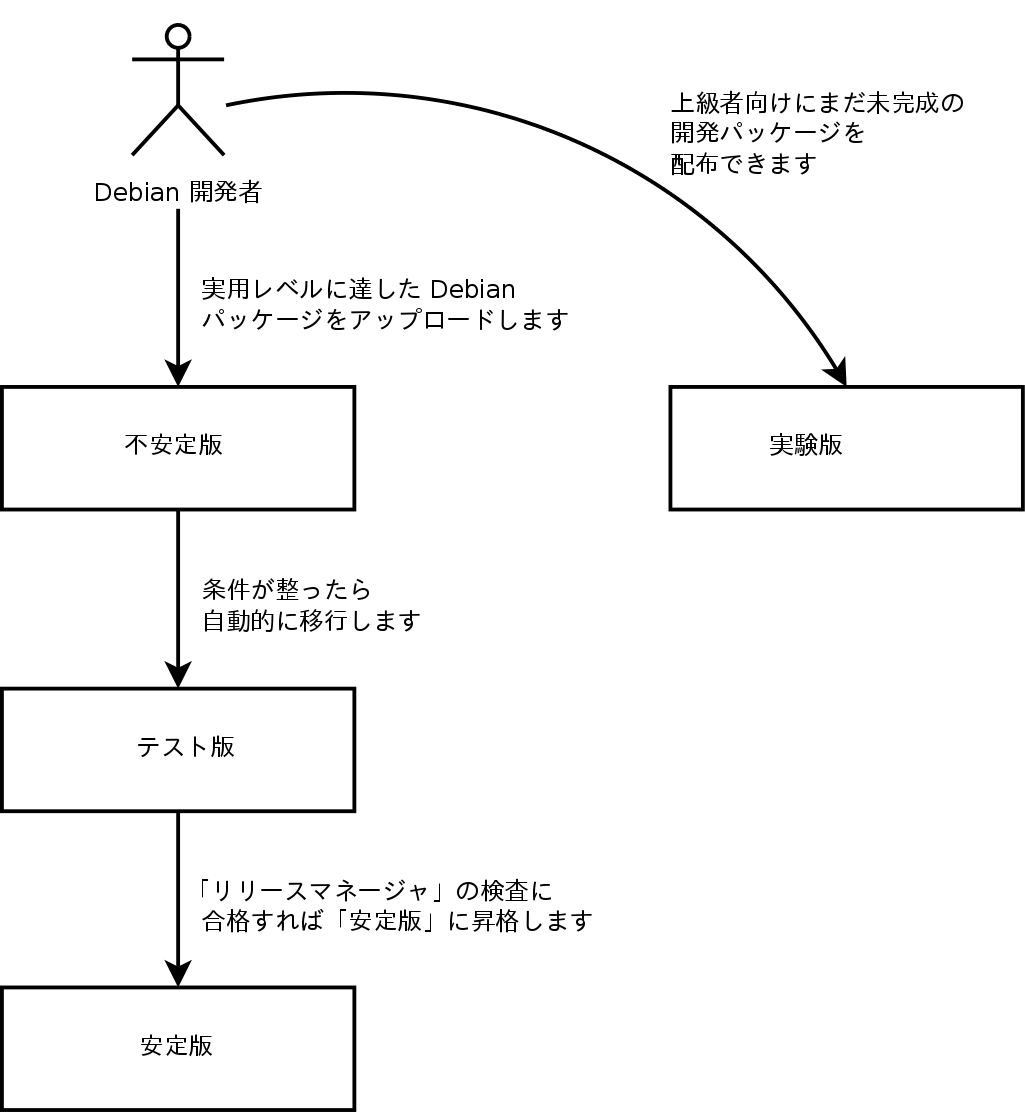 Debian 開発者
上級者向けにまだ未完成の
開発パッケージを
配布できます
実用レベルに達した Debian
パッケージをアップロードします
不安定版
実験版
条件が整ったら
自動的に移行します
テスト版
「リリースマネージャ」の検査に
合格すれば「安定版」に昇格します
安定版